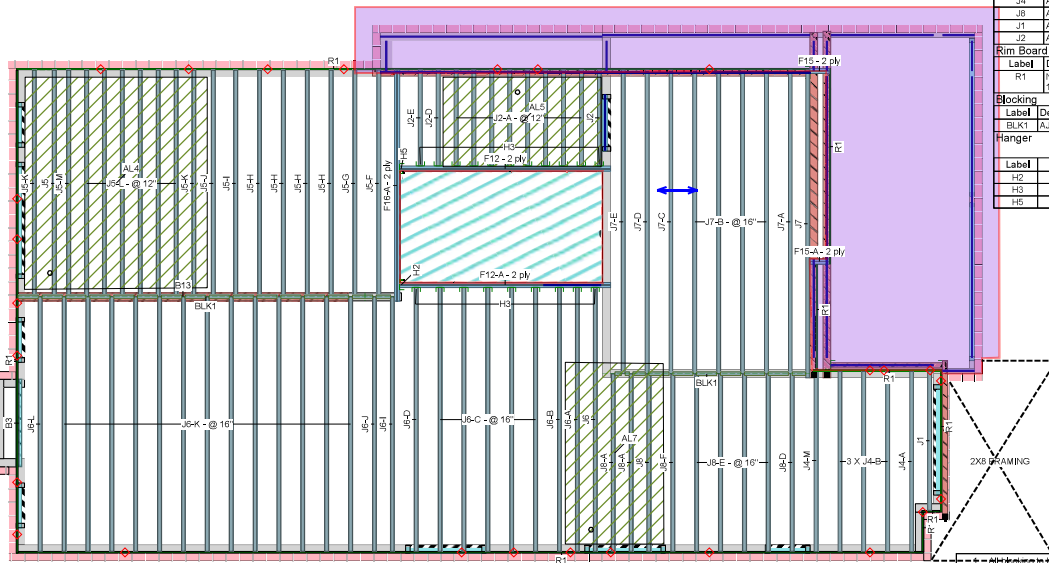 J4 A
J8 A
J1 A
J2 A
Rim Board
Label D
R1
Blocking
Label De
BLK1 AJ
Hanger
Label
H2
H3
H5
R1
F15 - 2 ply
J2-E
J2-D
AL5
J2-A - @ 12"
J2
H3
F12 - 2 ply
H5
R1
AL4
J5-K
J5
J5-M
J5-L - @ 12"
J5-K
J5-J
J5-I
J5-H
J5-H
J5-H
J5-G
J5-F
F16-A - 2 ply
J7-E
J7-D
J7-C
J7-B - @ 16"
J7-A
J7
F15-A - 2 ply
H2
F12-A - 2 ply
B13
BLK1
H3
R1
R1
BLK1
R1
B3
J6-L
J6-K - @ 16"
J6-J
J6-I
J6-D
J6-C - @ 16"
J6-B
J6-A
J6
AL7
J8-A
J8-A
J8
J8-F
J8-E - @ 16"
J8-D
J4-M
3 X J4-B
J4-A
J1
R1
2X8 FRAMING
R1
R1
R1